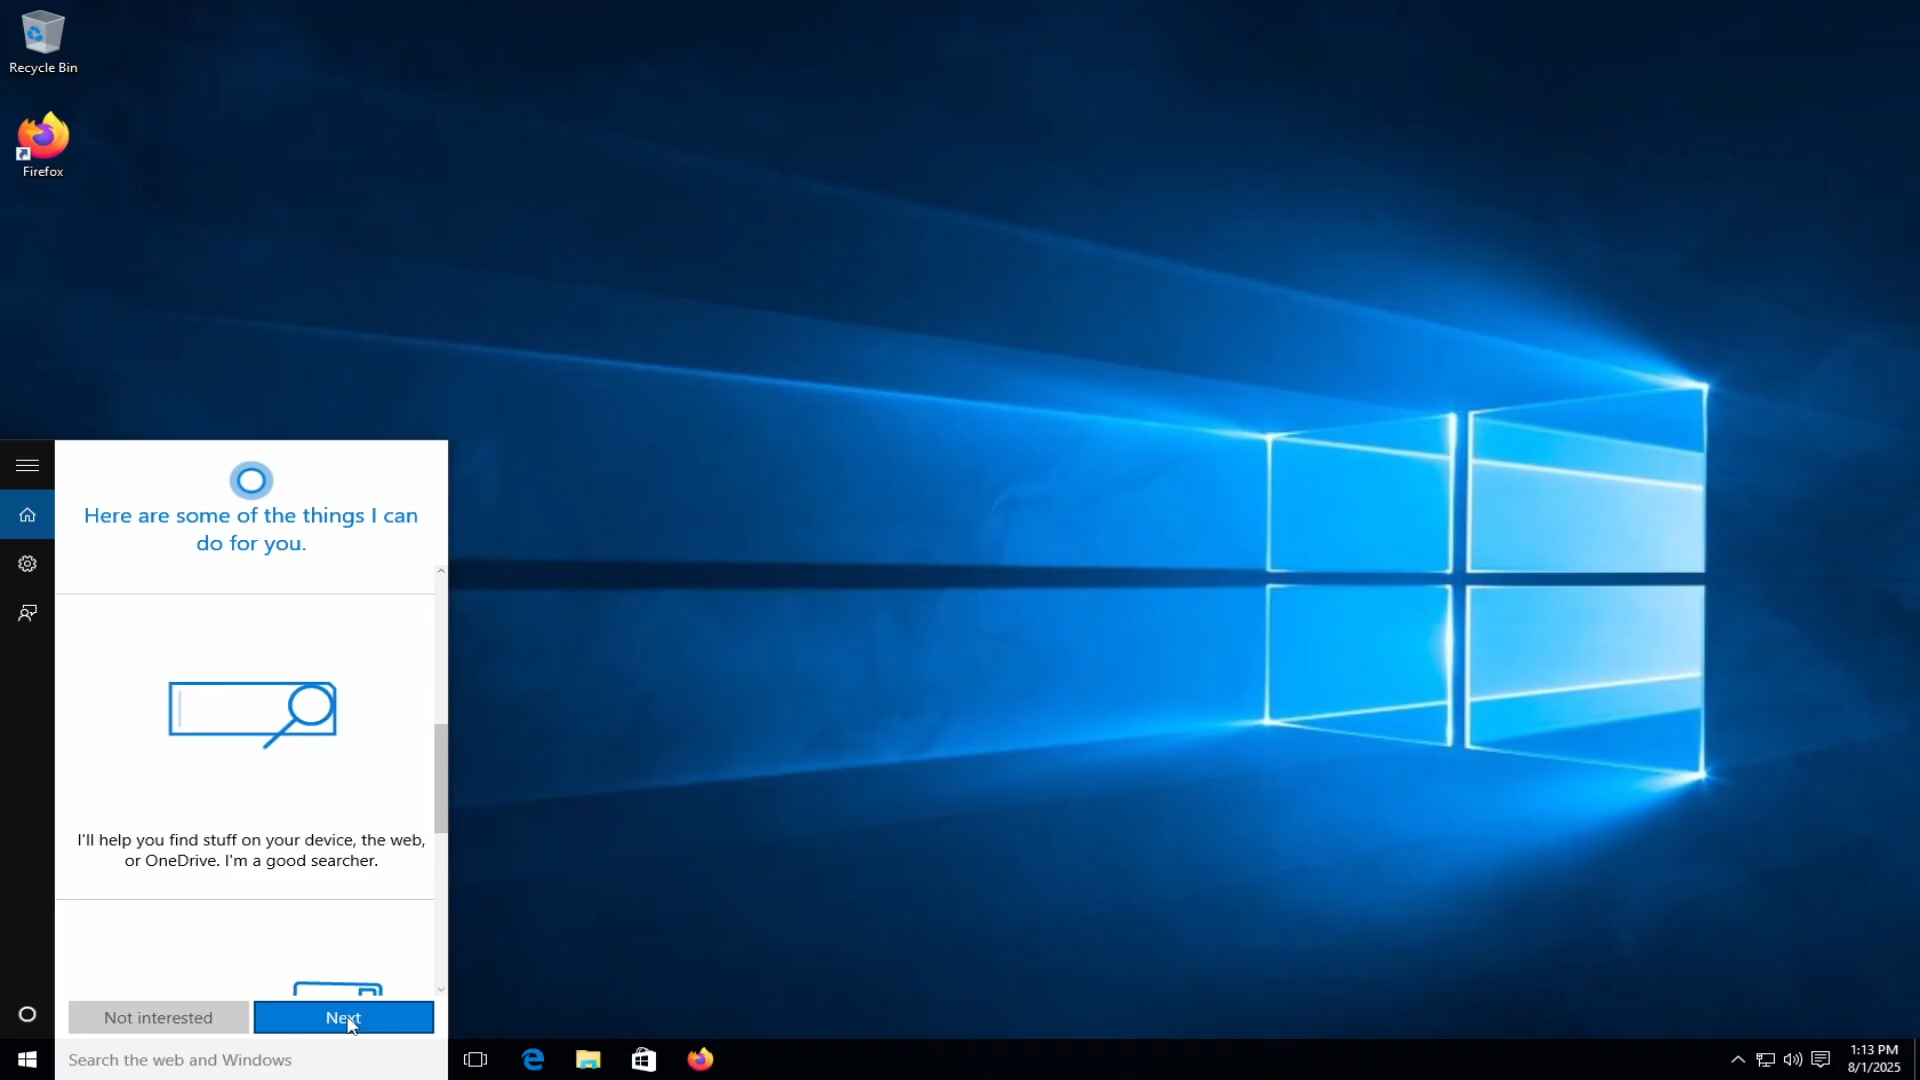 Recycle Bin
Firefox
Here are some of the things I can
do for you.
I'll help you find stuff on your device, the web,
or OneDrive. I'm a good searcher.
Not interested
Next
Search the web and Windows
1:13 PM
8/1/2025